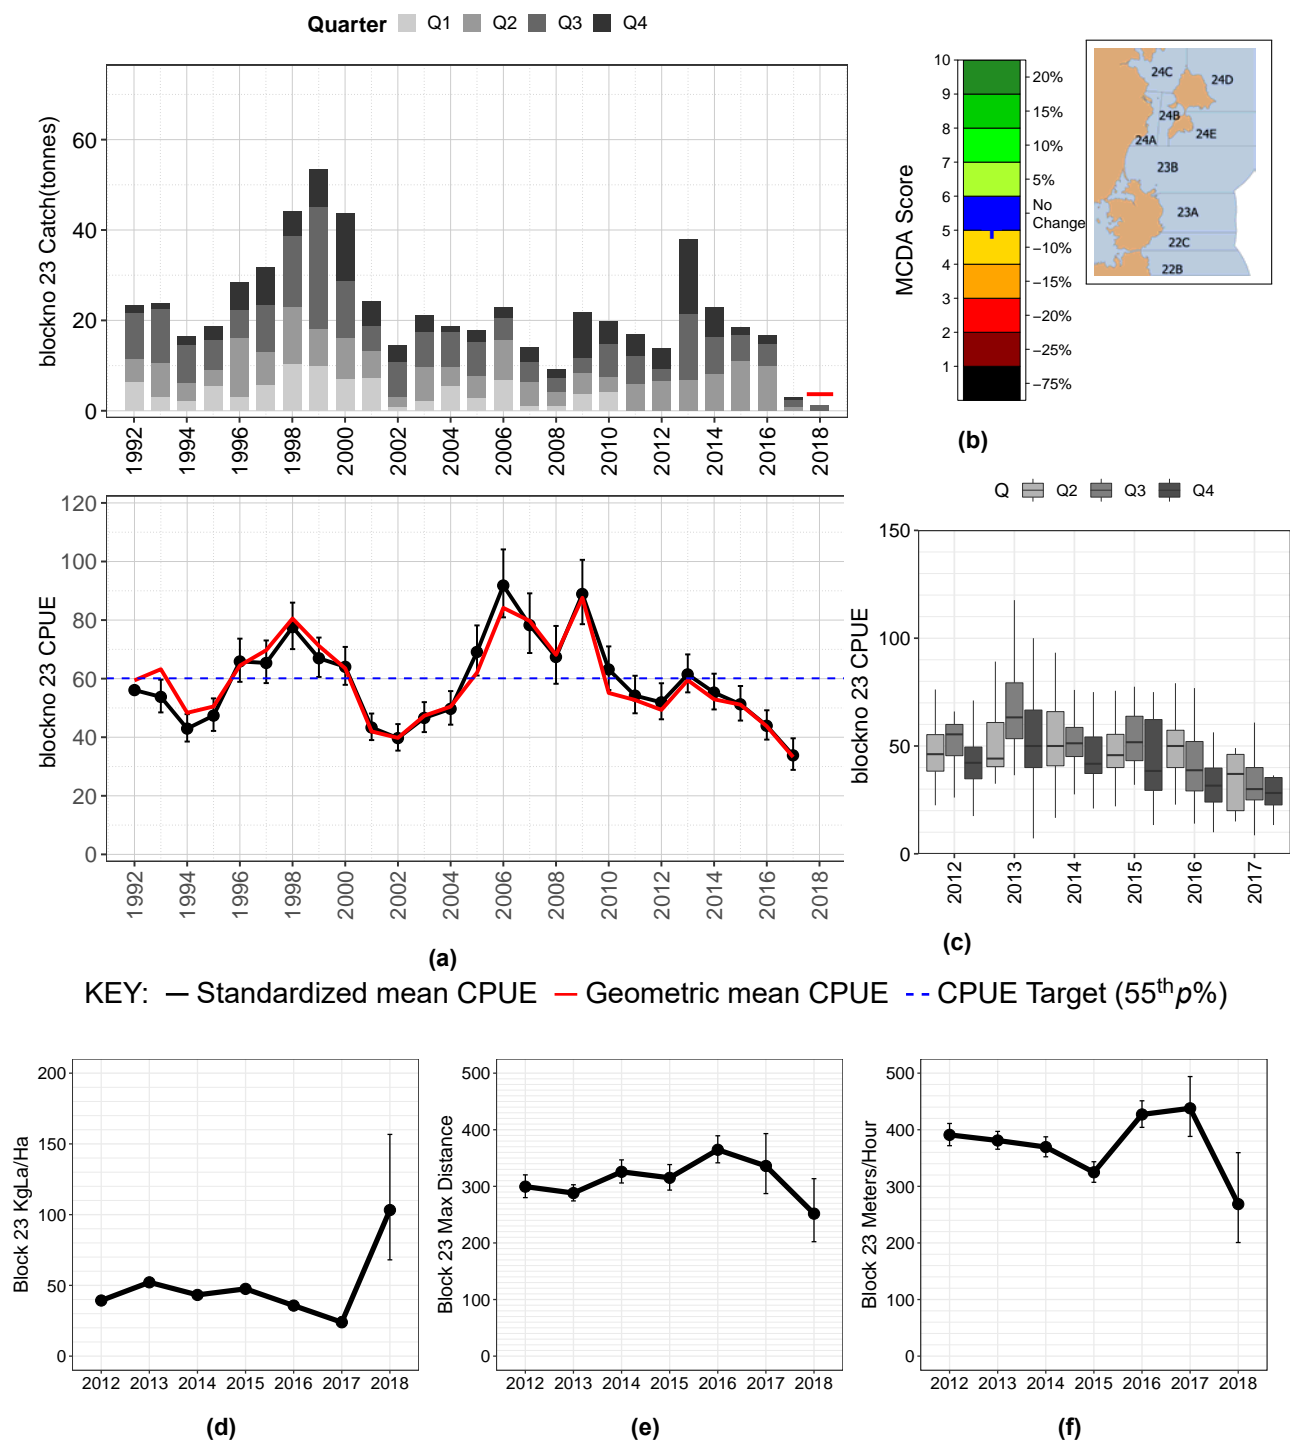 Quarter Q1 Q2 Q3 Q4
blockno 23 Catch(tonnes)
60
40
20
0
1992 1994 1996 1998 2000 2002 2004 2006 2008 2010 2012 2014 2016 2018
MCDA Score
10
9
8
7
6
5
4
3
2
1
20%
15%
10%
5%
No
Change
−10%
−15%
−20%
−25%
−75%
24C
24D
24B
24A
24E
23B
23A
22C
22B
(b)
blockno 23 CPUE
120
100
80
60
40
20
0
1992 1994 1996 1998 2000 2002 2004 2006 2008 2010 2012 2014 2016 2018
(a)
Q Q2 Q3 Q4
blockno 23 CPUE
150
100
50
0
2012 2013 2014 2015 2016 2017
(c)
KEY: Standardized mean CPUE Geometric mean CPUE CPUE Target (55th p%)
Block 23 KgLa/Ha
200
150
100
50
0
2012 2013 2014 2015 2016 2017 2018
(d)
Block 23 Max Distance
500
400
300
200
100
0
2012 2013 2014 2015 2016 2017 2018
(e)
Block 23 Meters/Hour
500
400
300
200
100
0
2012 2013 2014 2015 2016 2017 2018
(f)